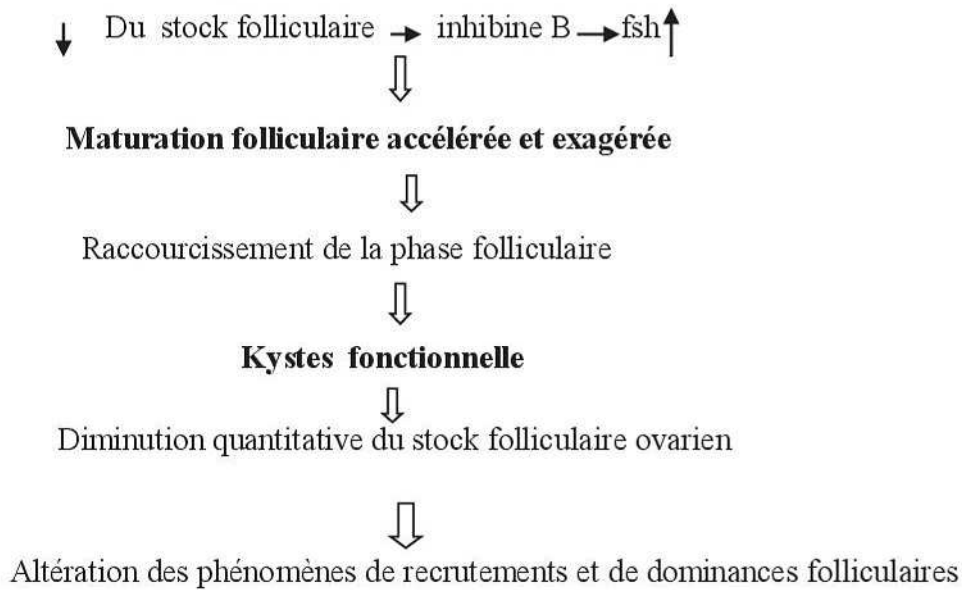 ↓ Du stock folliculaire → inhibine B → fsh ↑
Maturation folliculaire accélérée et exagérée
Raccourcissement de la phase folliculaire
Kystes fonctionnelle
Diminution quantitative du stock folliculaire ovarien
Altération des phénomènes de recrutements et de dominances folliculaires